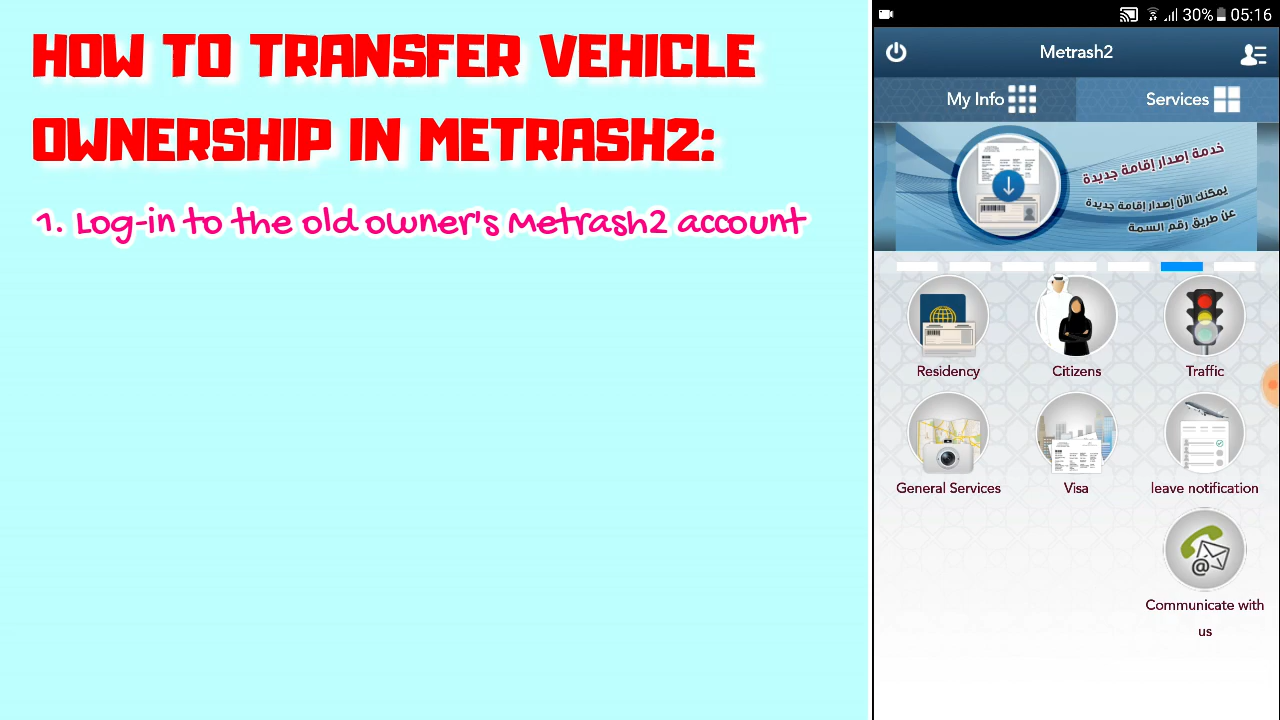 HOW TO TRANSFER VEHICLE
OWNERSHIP IN METRASH2:
1. Log-in to the old owner's Metrash2 account
30% 05:16
Metrash2
My Info
Services
خدمة إصدار إقامة جديدة
يمكنك الآن إصدار إقامة جديدة
عن طريق رقم السمة
Residency
Citizens
Traffic
General Services
Visa
leave notification
Communicate with
us